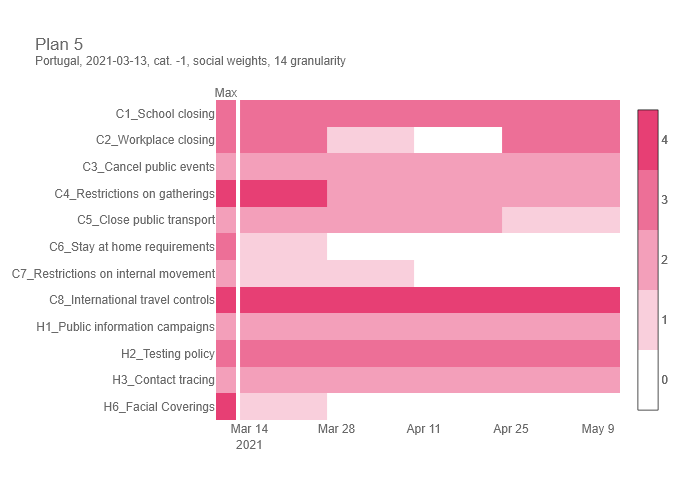 Plan 5
Portugal, 2021-03-13, cat. -1, social weights, 14 granularity
Max
C1_School closing
C2_Workplace closing
C3_Cancel public events
C4_Restrictions on gatherings
C5_Close public transport
C6_Stay at home requirements
C7_Restrictions on internal movement
C8_International travel controls
H1_Public information campaigns
H2_Testing policy
H3_Contact tracing
H6_Facial Coverings
Mar 14 Mar 28 Apr 11 Apr 25 May 9
2021
4
3
2
1
0